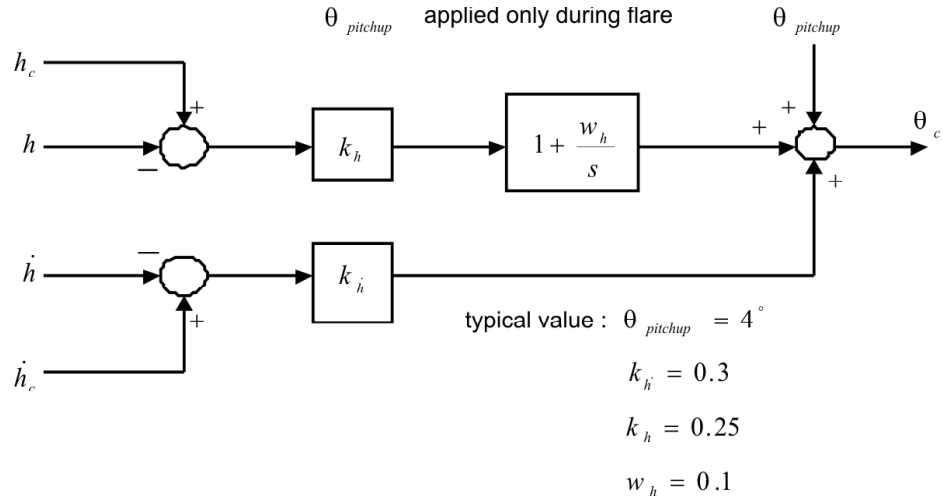 θ pitchup applied only during flare
θ pitchup
h c
+
+
h
−
k h
1 + w h / s
+
θ c
+
ḣ
−
k ḣ
+
ḣ c
typical value : θ pitchup = 4°
k ḣ = 0.3
k h = 0.25
w h = 0.1